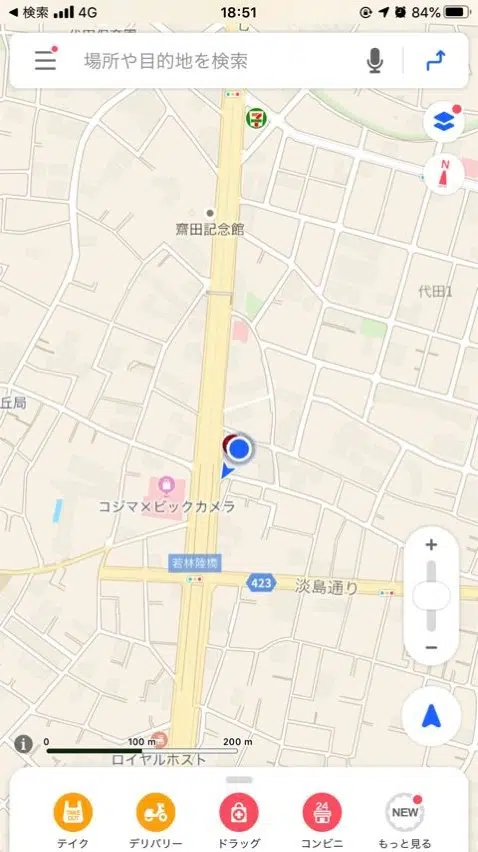 ◀ 検索 4G 18:51 84%
場所や目的地を検索
N
齋田記念館
代田1
丘局
コジマ×ビックカメラ
若林陸橋
423
淡島通り
0 100 m 200 m
ロイヤルホスト
TAKE OUT
24
NEW
テイク デリバリー ドラッグ コンビニ もっと見る